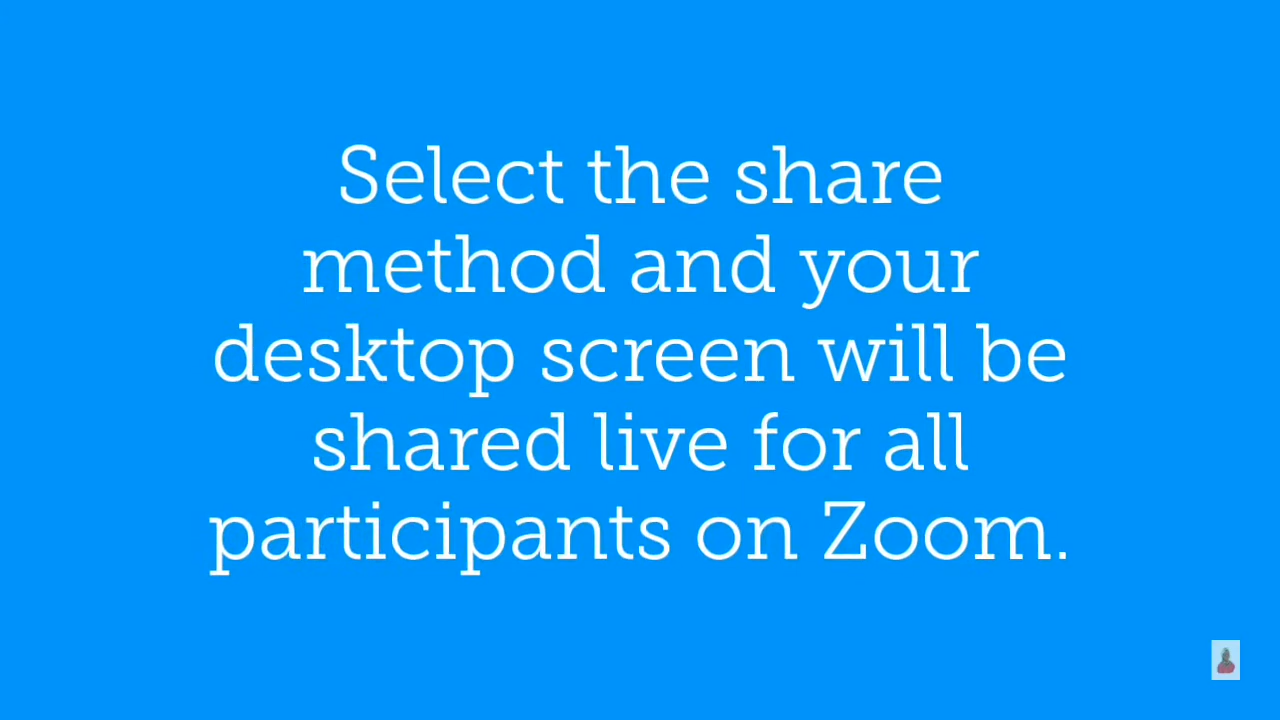 Select the share
method and your
desktop screen will be
shared live for all
participants on Zoom.